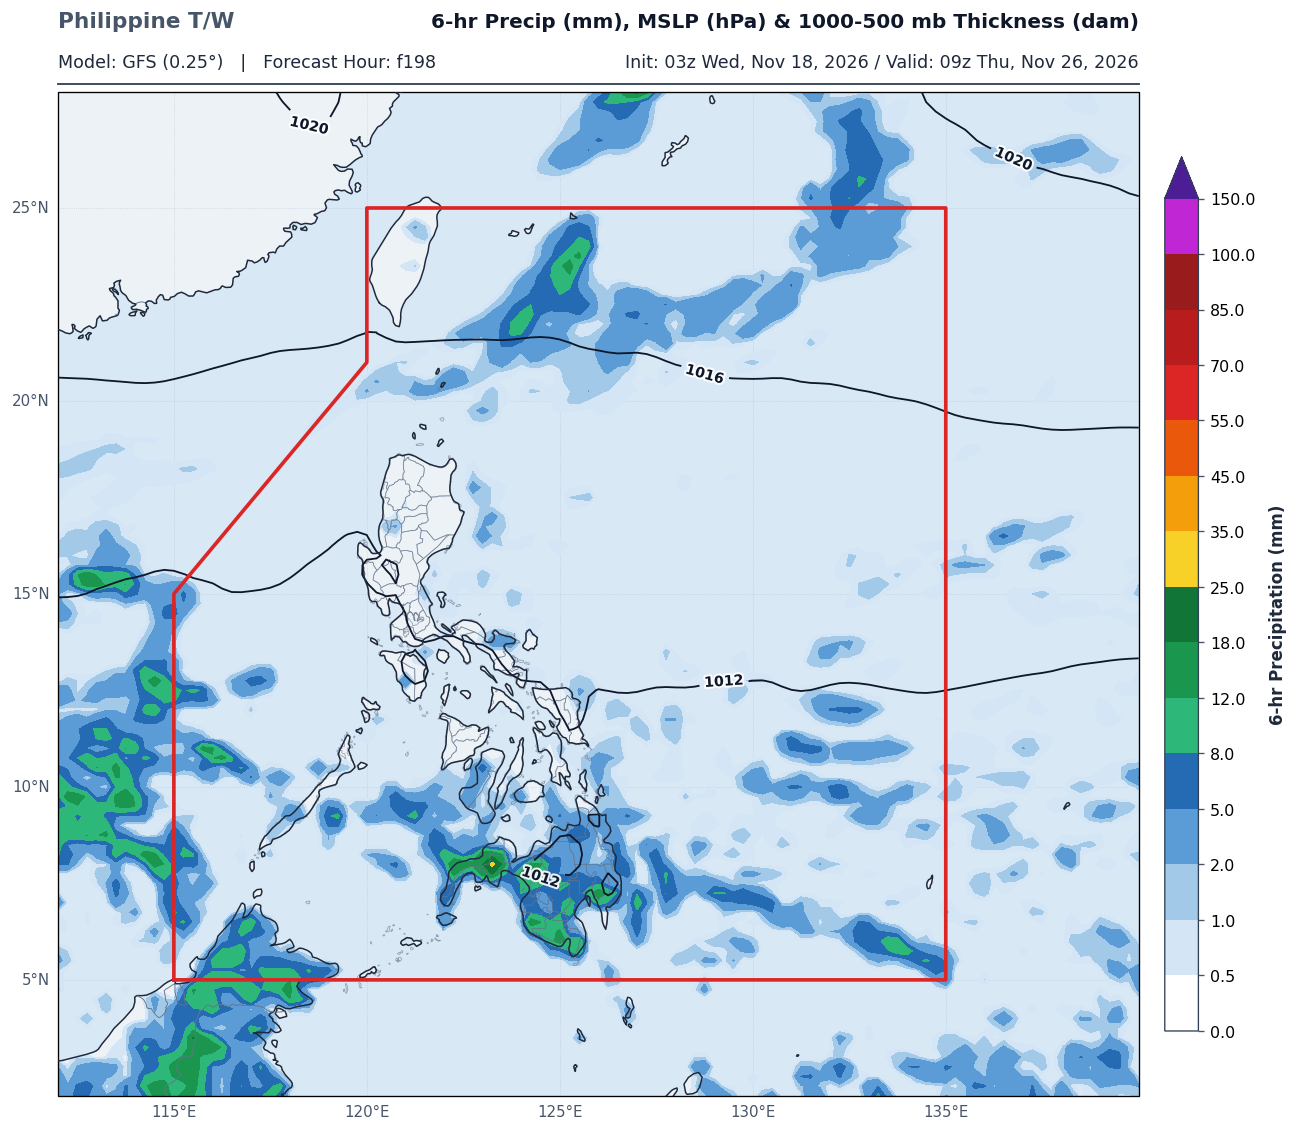 Philippine T/W
6-hr Precip (mm), MSLP (hPa) & 1000-500 mb Thickness (dam)
Model: GFS (0.25°) | Forecast Hour: f198
Init: 03z Wed, Nov 18, 2026 / Valid: 09z Thu, Nov 26, 2026
1020
1020
1016
1012
1012
25°N
20°N
15°N
10°N
5°N
115°E
120°E
125°E
130°E
135°E
150.0
100.0
85.0
70.0
55.0
45.0
35.0
25.0
18.0
12.0
8.0
5.0
2.0
1.0
0.5
0.0
6-hr Precipitation (mm)